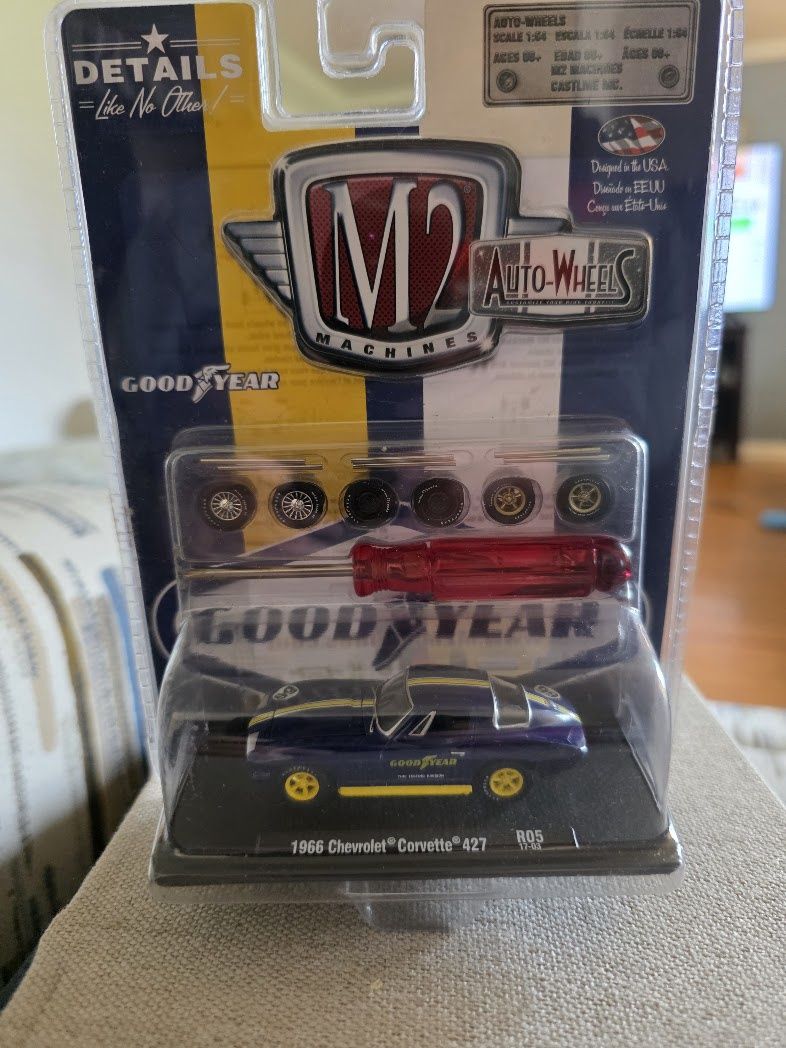 DETAILS
Like No Other!
AUTO-WHEELS
SCALE 1:64 ESCALA 1:64 ÉCHELLE 1:64
AGES 08+ EDAD 08+ ÂGES 08+
M2 MACHINES
CASTLINE INC.
Designed in the USA
Diseñado en EEUU
Conçu aux États-Unis
M2
MACHINES
AUTO-WHEELS
GOODYEAR
GOODYEAR
GOODYEAR
1966 Chevrolet® Corvette® 427
R05
17-03